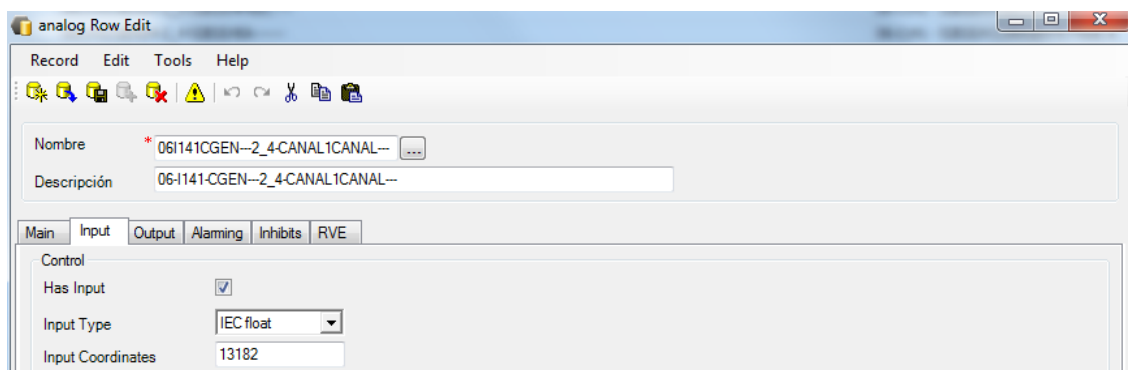 analog Row Edit
Record Edit Tools Help
Nombre * 06I141CGEN---2_4-CANAL1CANAL--- ...
Descripción 06-I141-CGEN---2_4-CANAL1CANAL---
Main Input Output Alarming Inhibits RVE
Control
Has Input
Input Type IEC float
Input Coordinates 13182